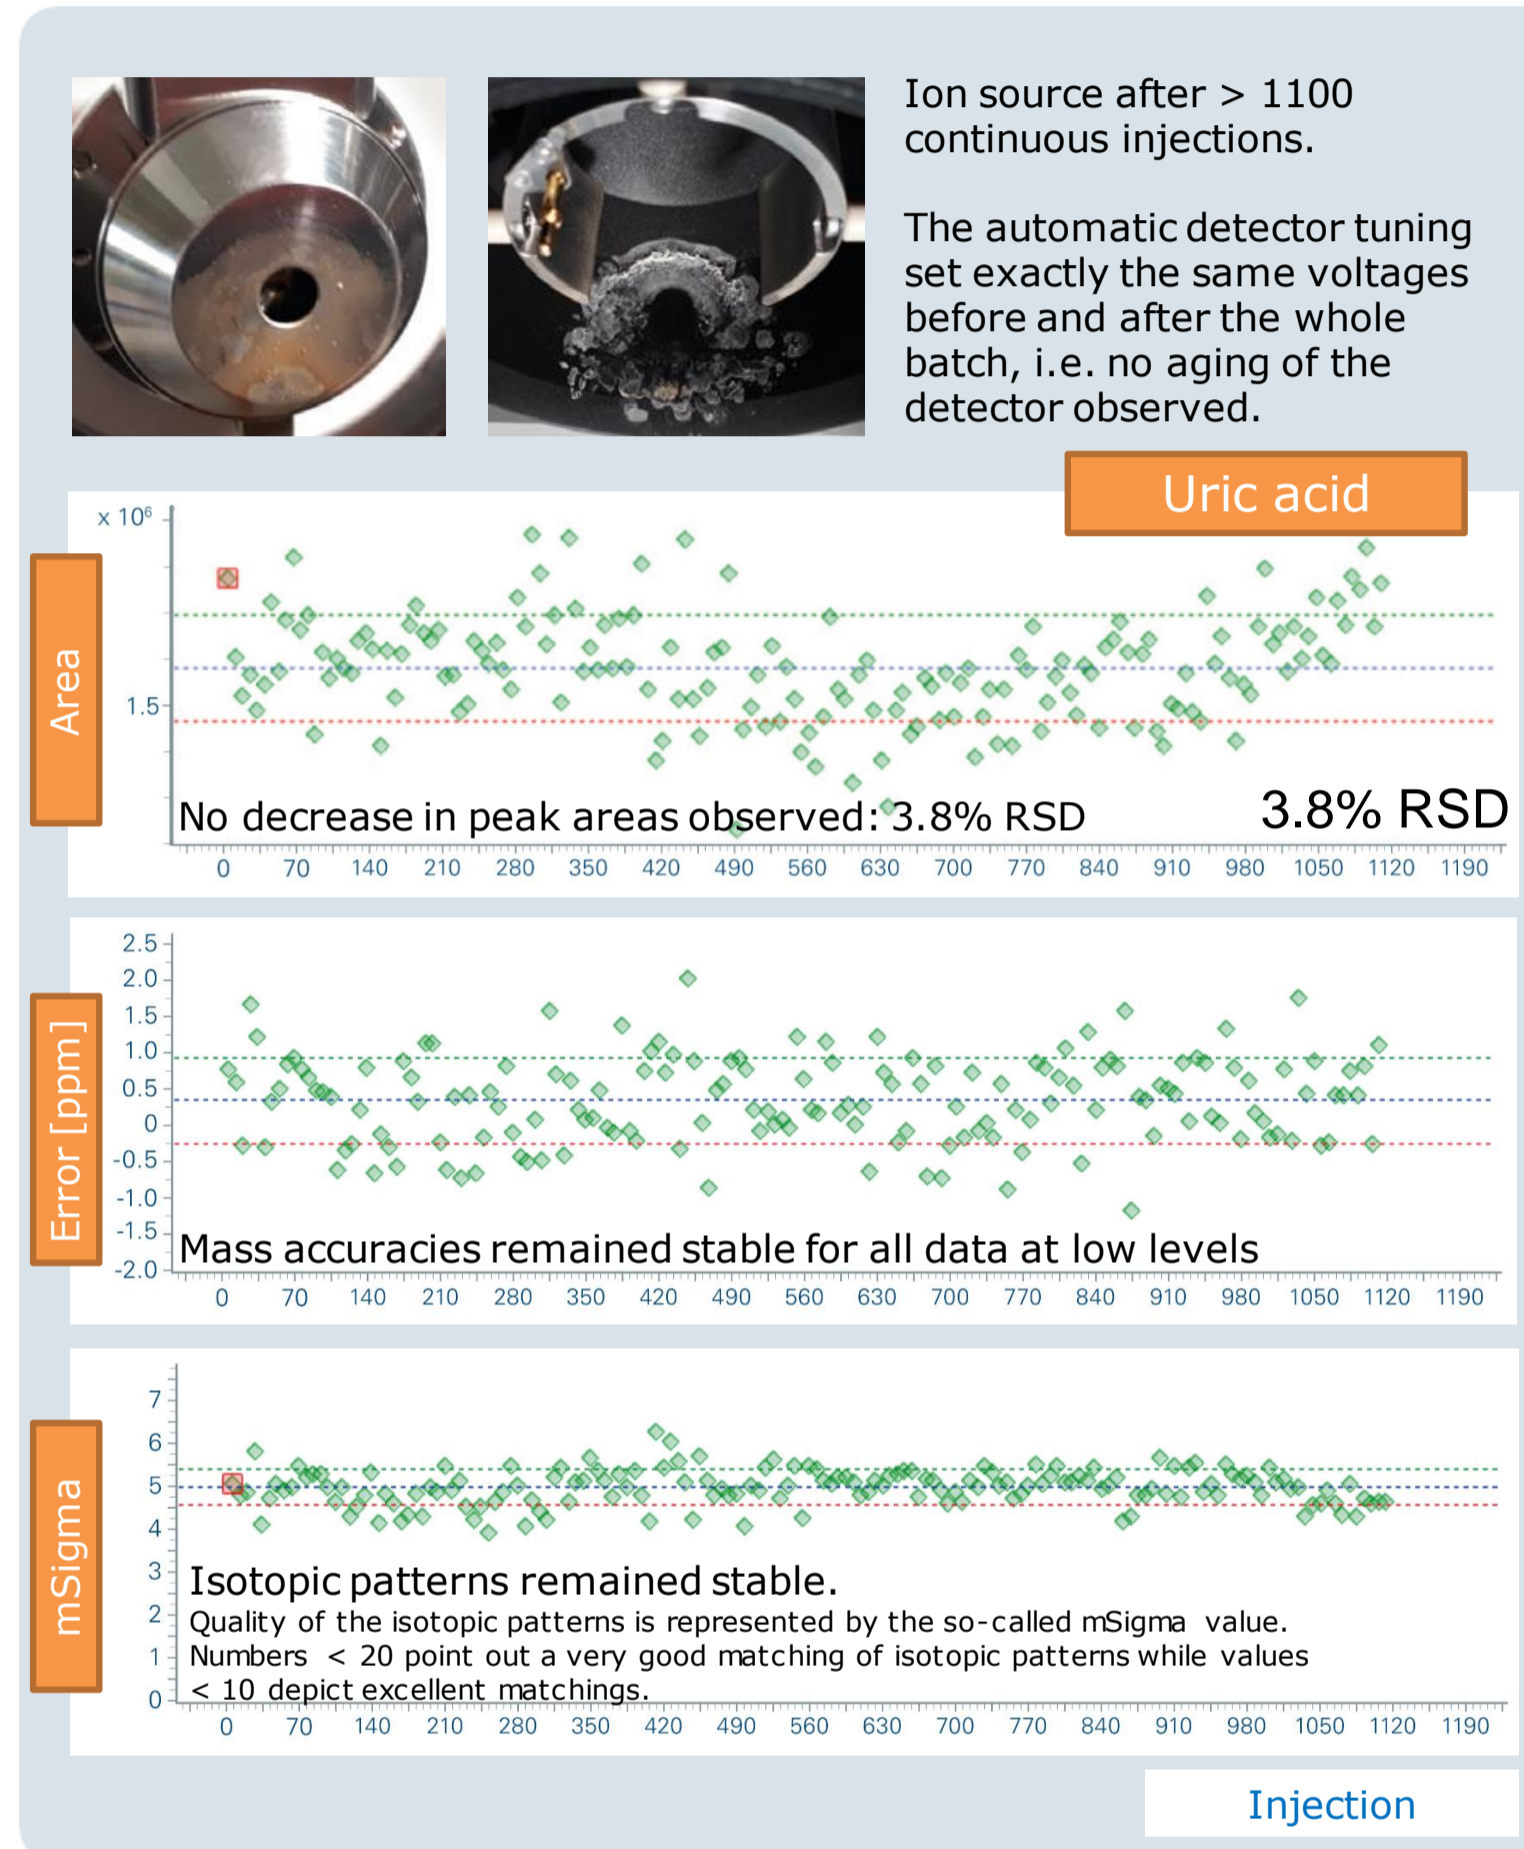 Ion source after > 1100
continuous injections.
The automatic detector tuning
set exactly the same voltages
before and after the whole
batch, i.e. no aging of the
detector observed.
Uric acid
Area
x 10⁶
1.5
No decrease in peak areas observed: 3.8% RSD
3.8% RSD
0 70 140 210 280 350 420 490 560 630 700 770 840 910 980 1050 1120 1190
Error [ppm]
2.5
2.0
1.5
1.0
0.5
0
-0.5
-1.0
-1.5
-2.0
Mass accuracies remained stable for all data at low levels
0 70 140 210 280 350 420 490 560 630 700 770 840 910 980 1050 1120 1190
mSigma
7
6
5
4
3
2
1
0
Isotopic patterns remained stable.
Quality of the isotopic patterns is represented by the so-called mSigma value.
Numbers < 20 point out a very good matching of isotopic patterns while values
< 10 depict excellent matchings.
0 70 140 210 280 350 420 490 560 630 700 770 840 910 980 1050 1120 1190
Injection